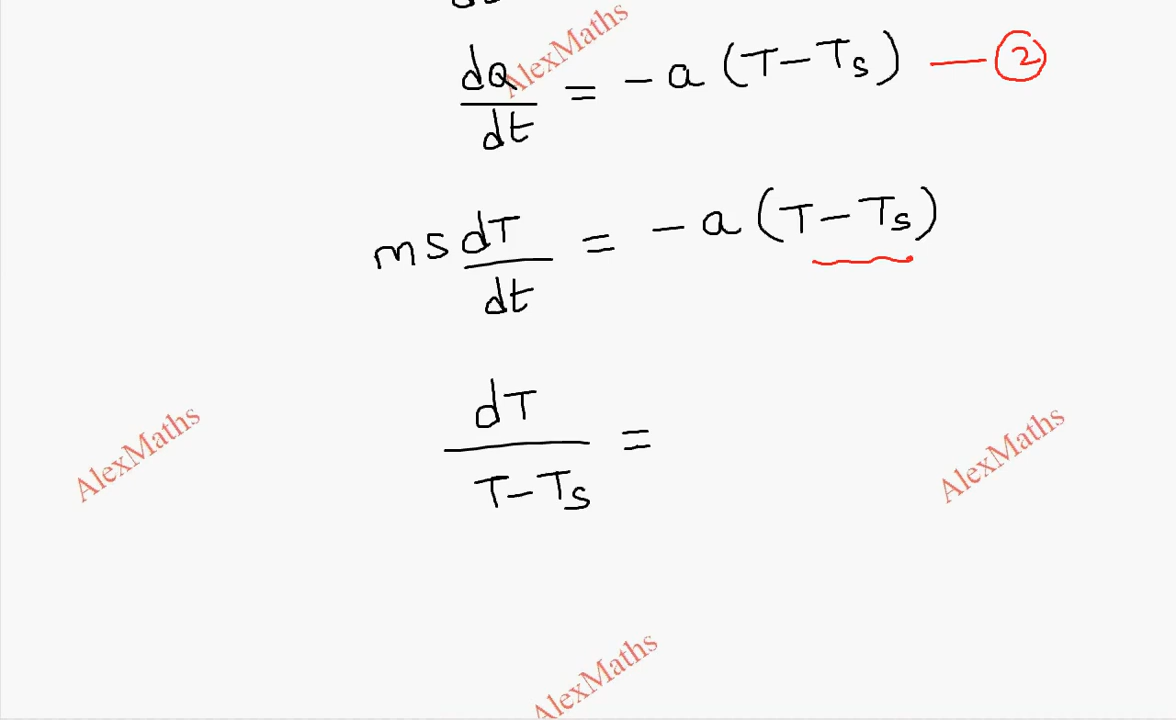 AlexMaths
dQ/dt = -a (T-Ts) — ②
ms dT/dt = -a (T-Ts)
dT/T-Ts =
AlexMaths
AlexMaths
AlexMaths